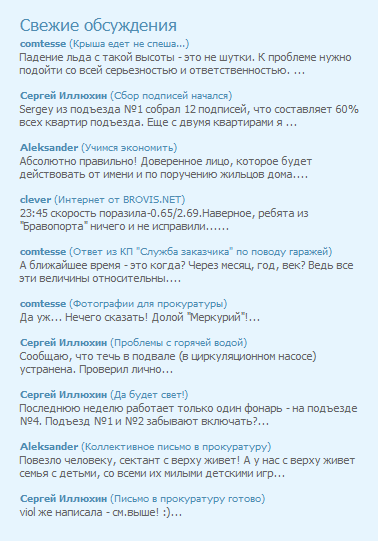 Свежие обсуждения
comtesse (Крыша едет не спеша...)
Падение льда с такой высоты - это не шутки. К проблеме нужно
подойти со всей серьезностью и ответственностью. ...
Сергей Иллюхин (Сбор подписей начался)
Sergey из подъезда №1 собрал 12 подписей, что составляет 60%
всех квартир подъезда. Еще с двумя квартирами я ...
Aleksander (Учимся экономить)
Абсолютно правильно! Доверенное лицо, которое будет
действовать от имени и по поручению жильцов дома....
clever (Интернет от BROVIS.NET)
23:45 скорость поразила-0.65/2.69.Наверное, ребята из
"Бравопорта" ничего и не исправили......
comtesse (Ответ из КП "Служба заказчика" по поводу гаражей)
А ближайшее время - это когда? Через месяц, год, век? Ведь все
эти величины относительны....
comtesse (Фотографии для прокуратуры)
Да уж... Нечего сказать! Долой "Меркурий"!...
Сергей Иллюхин (Проблемы с горячей водой)
Сообщаю, что течь в подвале (в циркуляционном насосе)
устранена. Проверил лично...
Сергей Иллюхин (Да будет свет!)
Последнюю неделю работает только один фонарь - на подъезде
№4. Подъезд №1 и №2 забывают включать?...
Aleksander (Коллективное письмо в прокуратуру)
Повезло человеку, сектант с верху живет! А у нас с верху живет
семья с детьми, со всеми их милыми детскими игр...
Сергей Иллюхин (Письмо в прокуратуру готово)
viol же написала - см.выше! :)...